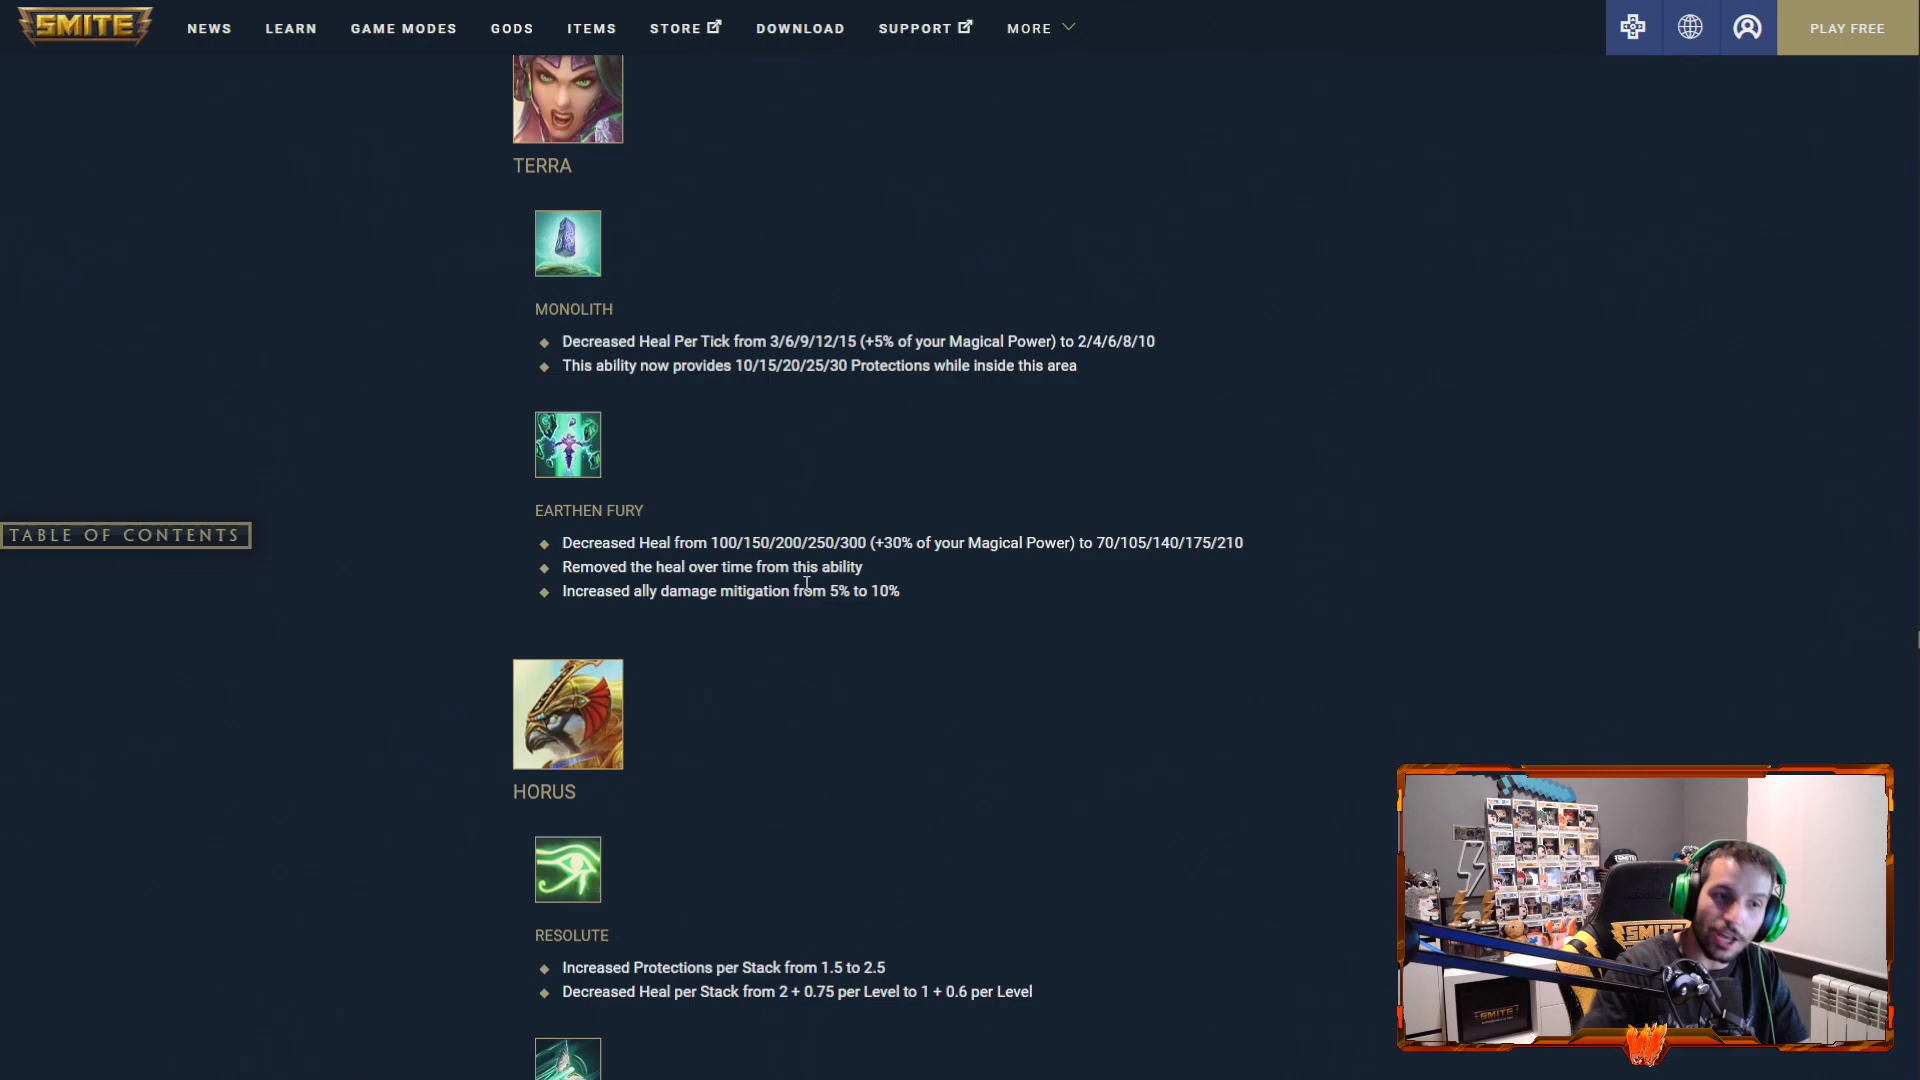 SMITE
NEWS LEARN GAME MODES GODS ITEMS STORE DOWNLOAD SUPPORT MORE PLAY FREE
TERRA
MONOLITH
Decreased Heal Per Tick from 3/6/9/12/15 (+5% of your Magical Power) to 2/4/6/8/10
This ability now provides 10/15/20/25/30 Protections while inside this area
EARTHEN FURY
TABLE OF CONTENTS
Decreased Heal from 100/150/200/250/300 (+30% of your Magical Power) to 70/105/140/175/210
Removed the heal over time from this ability
Increased ally damage mitigation from 5% to 10%
HORUS
RESOLUTE
Increased Protections per Stack from 1.5 to 2.5
Decreased Heal per Stack from 2 + 0.75 per Level to 1 + 0.6 per Level
SMITE
SMITE